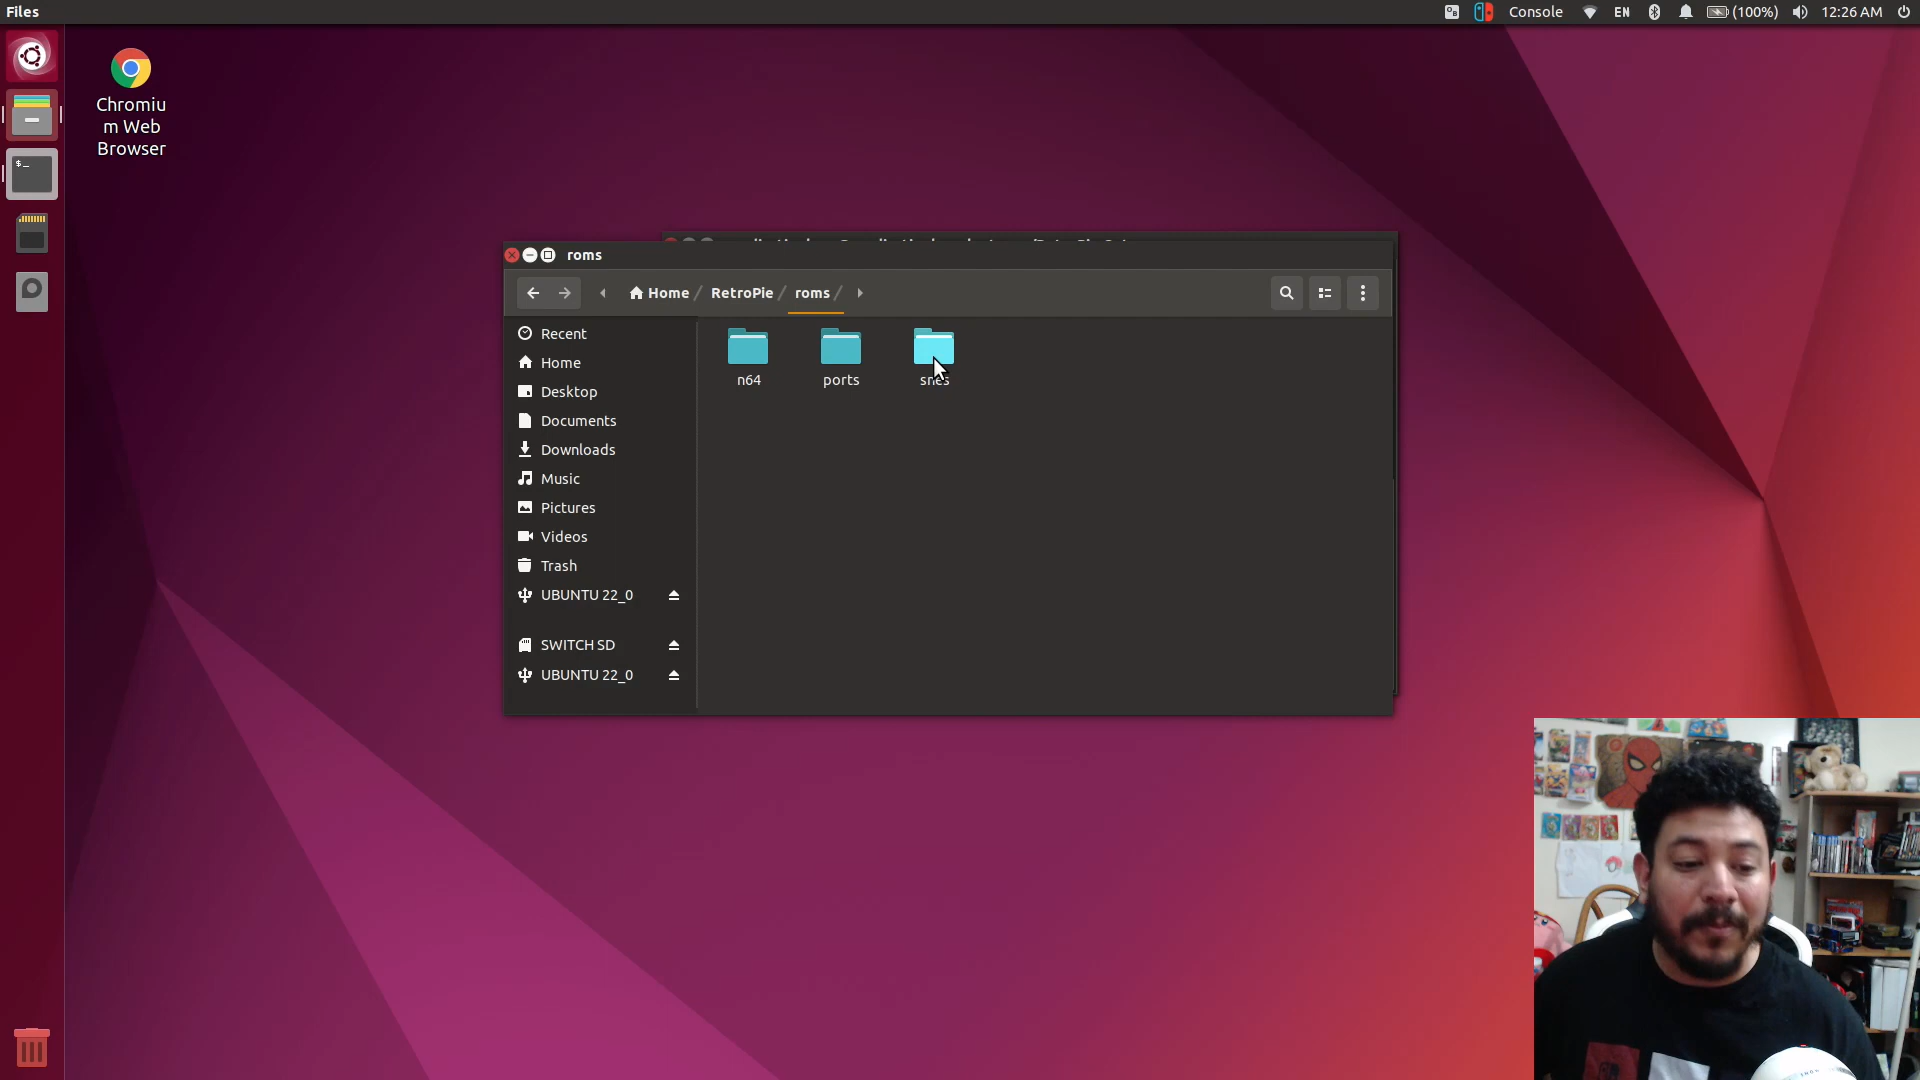 Files
Console
EN
(100%)
12:26 AM
Chromiu
m Web
Browser
roms
Home / RetroPie / roms /
Recent
Home
Desktop
Documents
Downloads
Music
Pictures
Videos
Trash
UBUNTU 22_0
SWITCH SD
UBUNTU 22_0
n64
ports
snes
$_